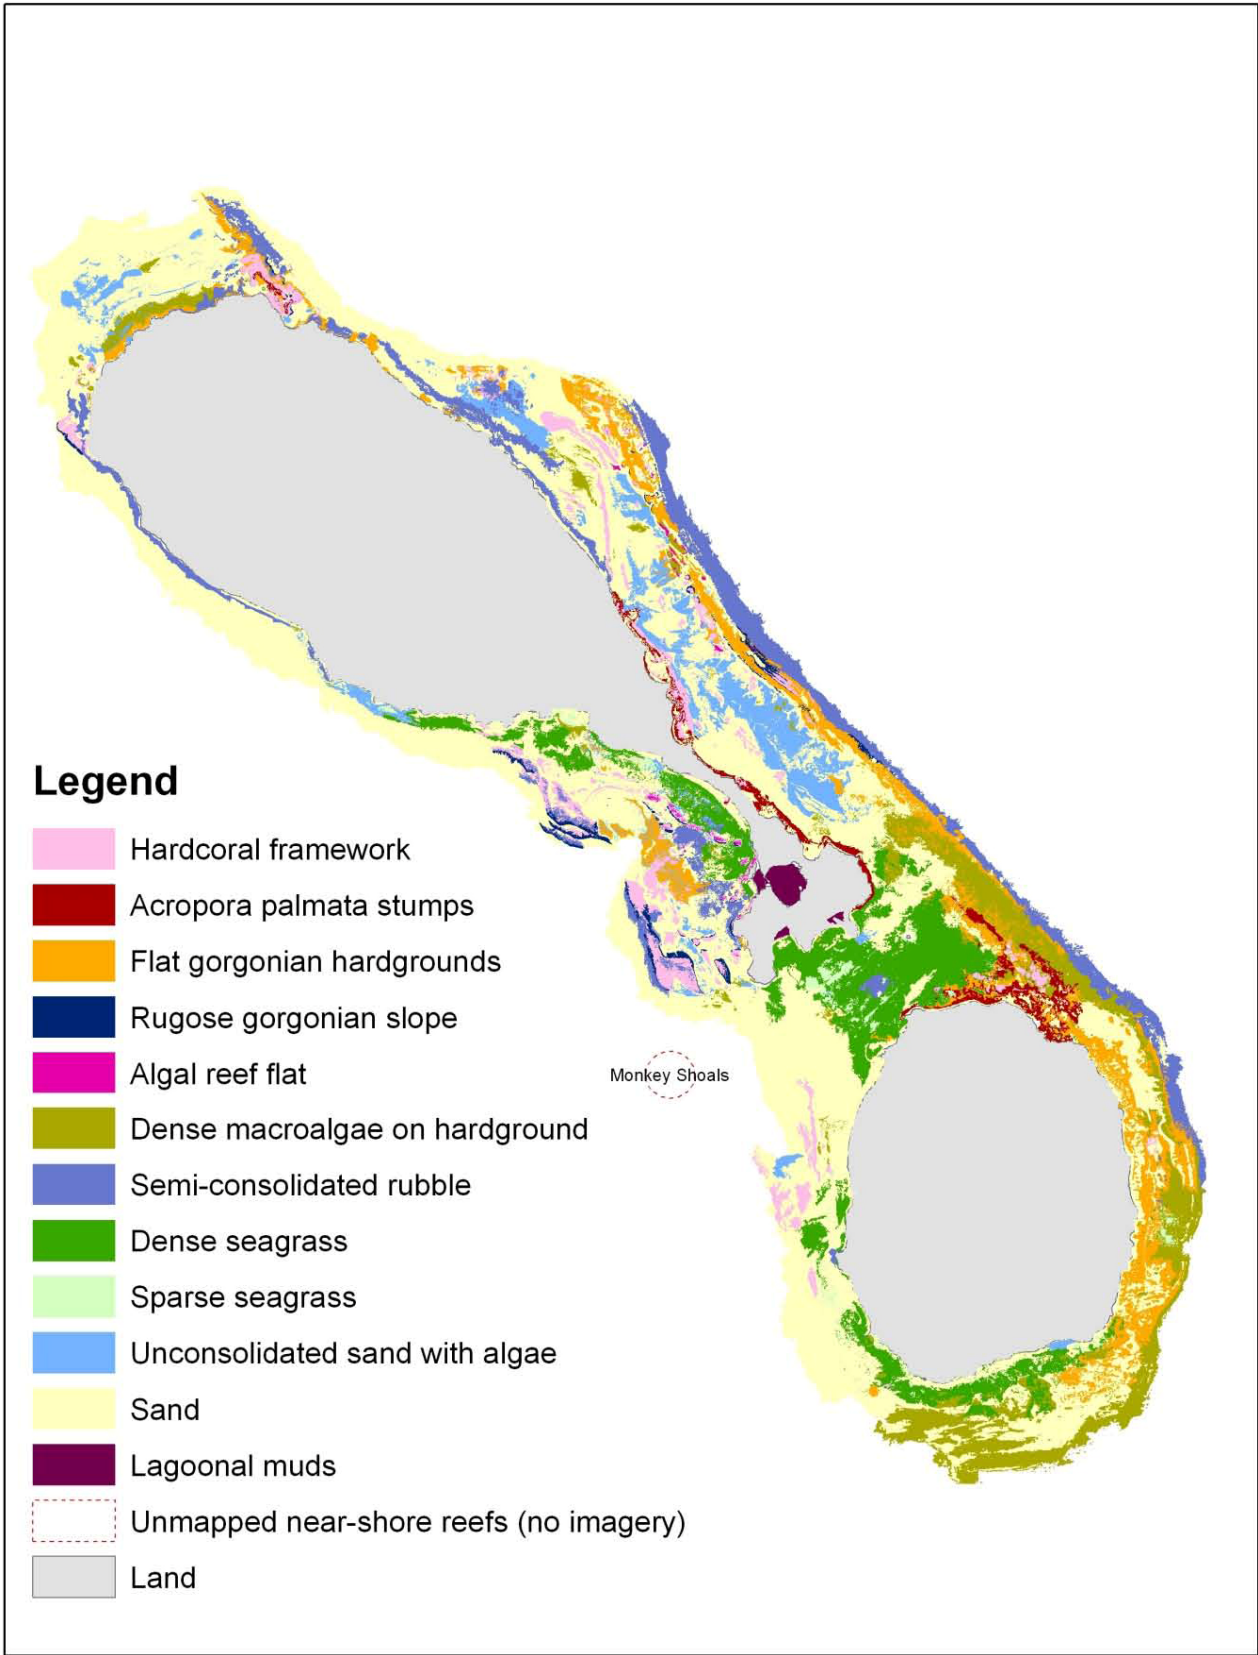 Legend
Hardcoral framework
Acropora palmata stumps
Flat gorgonian hardgrounds
Rugose gorgonian slope
Algal reef flat
Monkey Shoals
Dense macroalgae on hardground
Semi-consolidated rubble
Dense seagrass
Sparse seagrass
Unconsolidated sand with algae
Sand
Lagoonal muds
Unmapped near-shore reefs (no imagery)
Land